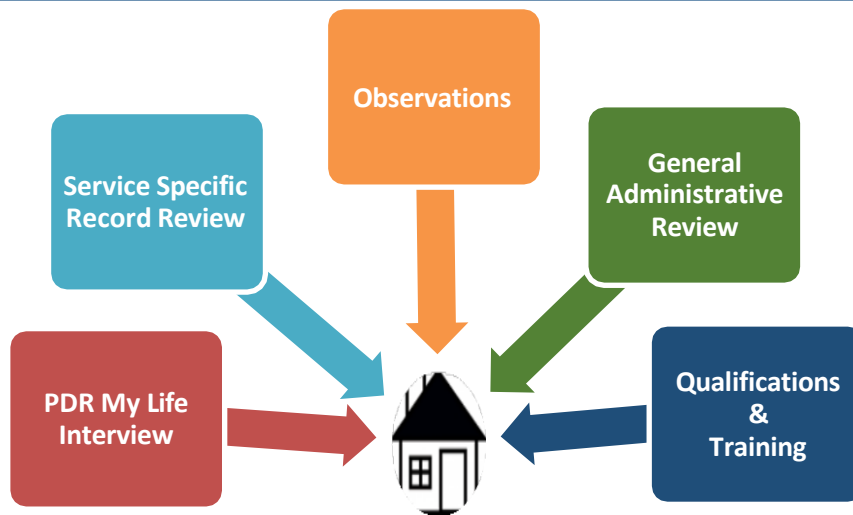 Observations
Service Specific
Record Review
General
Administrative
Review
PDR My Life
Interview
Qualifications
&
Training